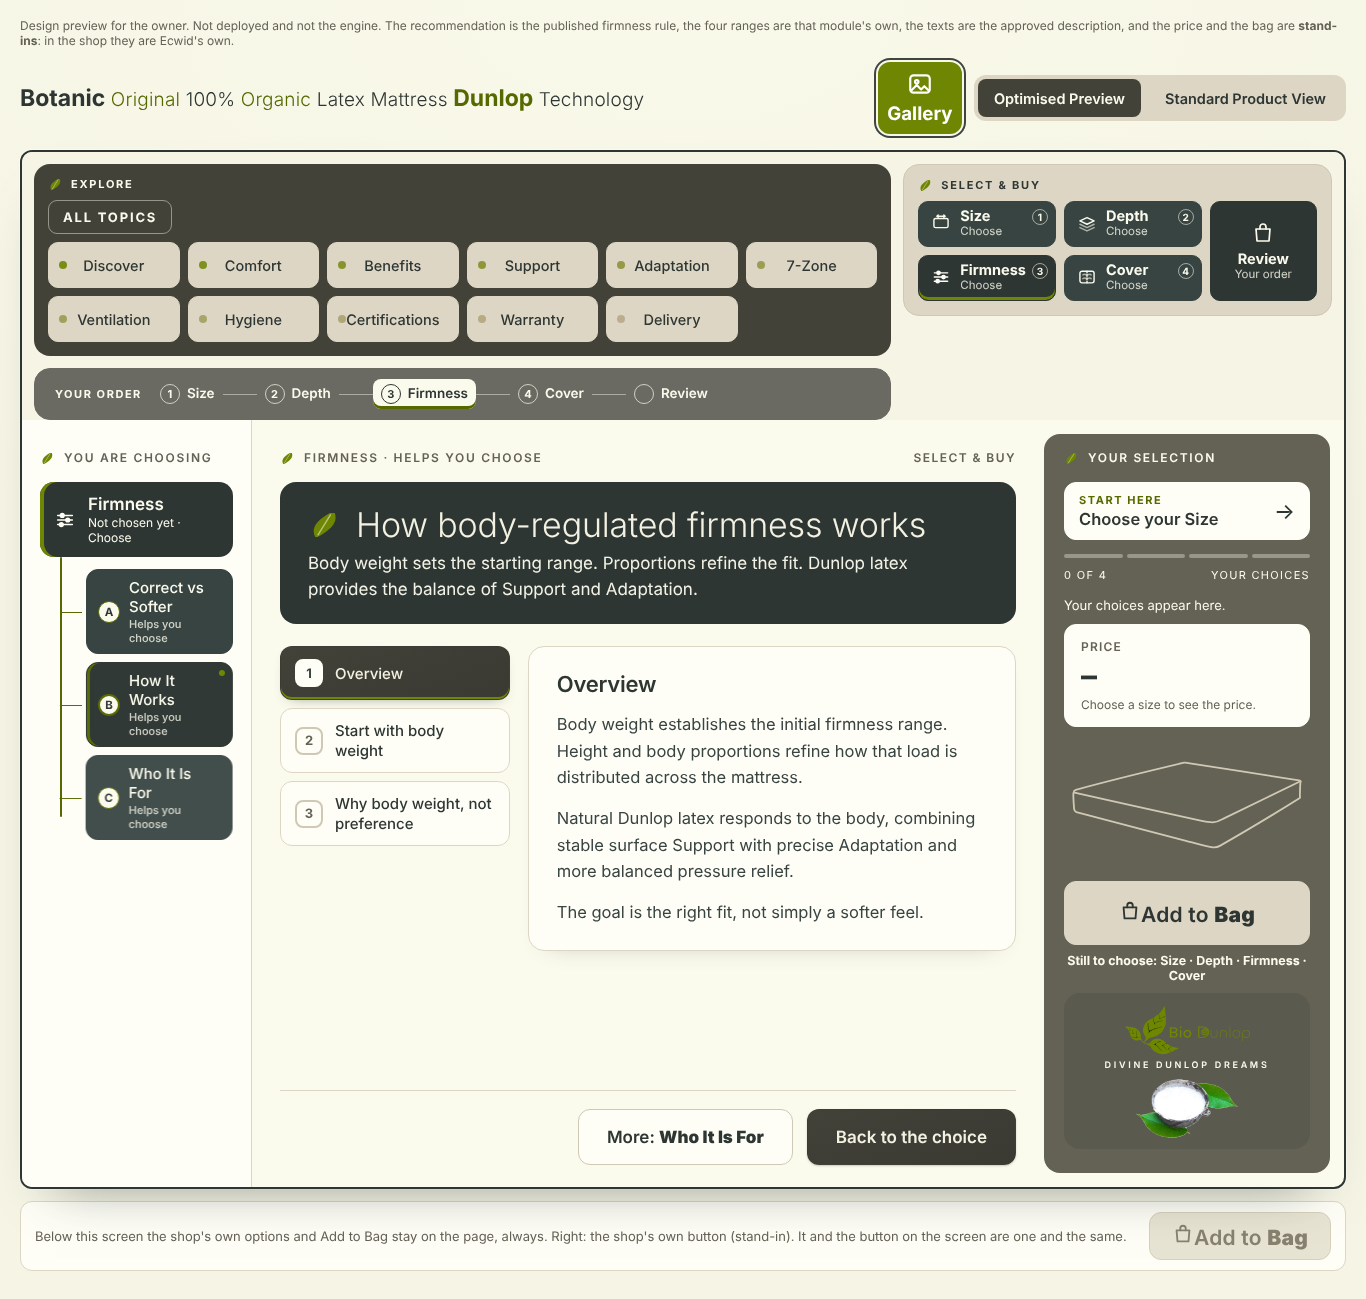 Design preview for the owner. Not deployed and not the engine. The recommendation is the published firmness rule, the four ranges are that module's own, the texts are the approved description, and the price and the bag are stand-
ins: in the shop they are Ecwid's own.
Botanic Original 100% Organic Latex Mattress Dunlop Technology
Gallery
Optimised Preview
Standard Product View
EXPLORE
ALL TOPICS
Discover
Comfort
Benefits
Support
Adaptation
7-Zone
Ventilation
Hygiene
Certifications
Warranty
Delivery
SELECT & BUY
Size
Choose
1
Depth
Choose
2
Firmness
Choose
3
Cover
Choose
4
Review
Your order
YOUR ORDER
1 Size
2 Depth
3 Firmness
4 Cover
Review
YOU ARE CHOOSING
Firmness
Not chosen yet ·
Choose
A
Correct vs
Softer
Helps you
choose
B
How It
Works
Helps you
choose
C
Who It Is
For
Helps you
choose
FIRMNESS · HELPS YOU CHOOSE
SELECT & BUY
How body-regulated firmness works
Body weight sets the starting range. Proportions refine the fit. Dunlop latex
provides the balance of Support and Adaptation.
1 Overview
2 Start with body
weight
3 Why body weight, not
preference
Overview
Body weight establishes the initial firmness range.
Height and body proportions refine how that load is
distributed across the mattress.
Natural Dunlop latex responds to the body, combining
stable surface Support with precise Adaptation and
more balanced pressure relief.
The goal is the right fit, not simply a softer feel.
More: Who It Is For
Back to the choice
YOUR SELECTION
START HERE
Choose your Size
0 OF 4
YOUR CHOICES
Your choices appear here.
PRICE
–
Choose a size to see the price.
Add to Bag
Still to choose: Size · Depth · Firmness ·
Cover
Bio Dunlop
DIVINE DUNLOP DREAMS
Below this screen the shop's own options and Add to Bag stay on the page, always. Right: the shop's own button (stand-in). It and the button on the screen are one and the same.
Add to Bag